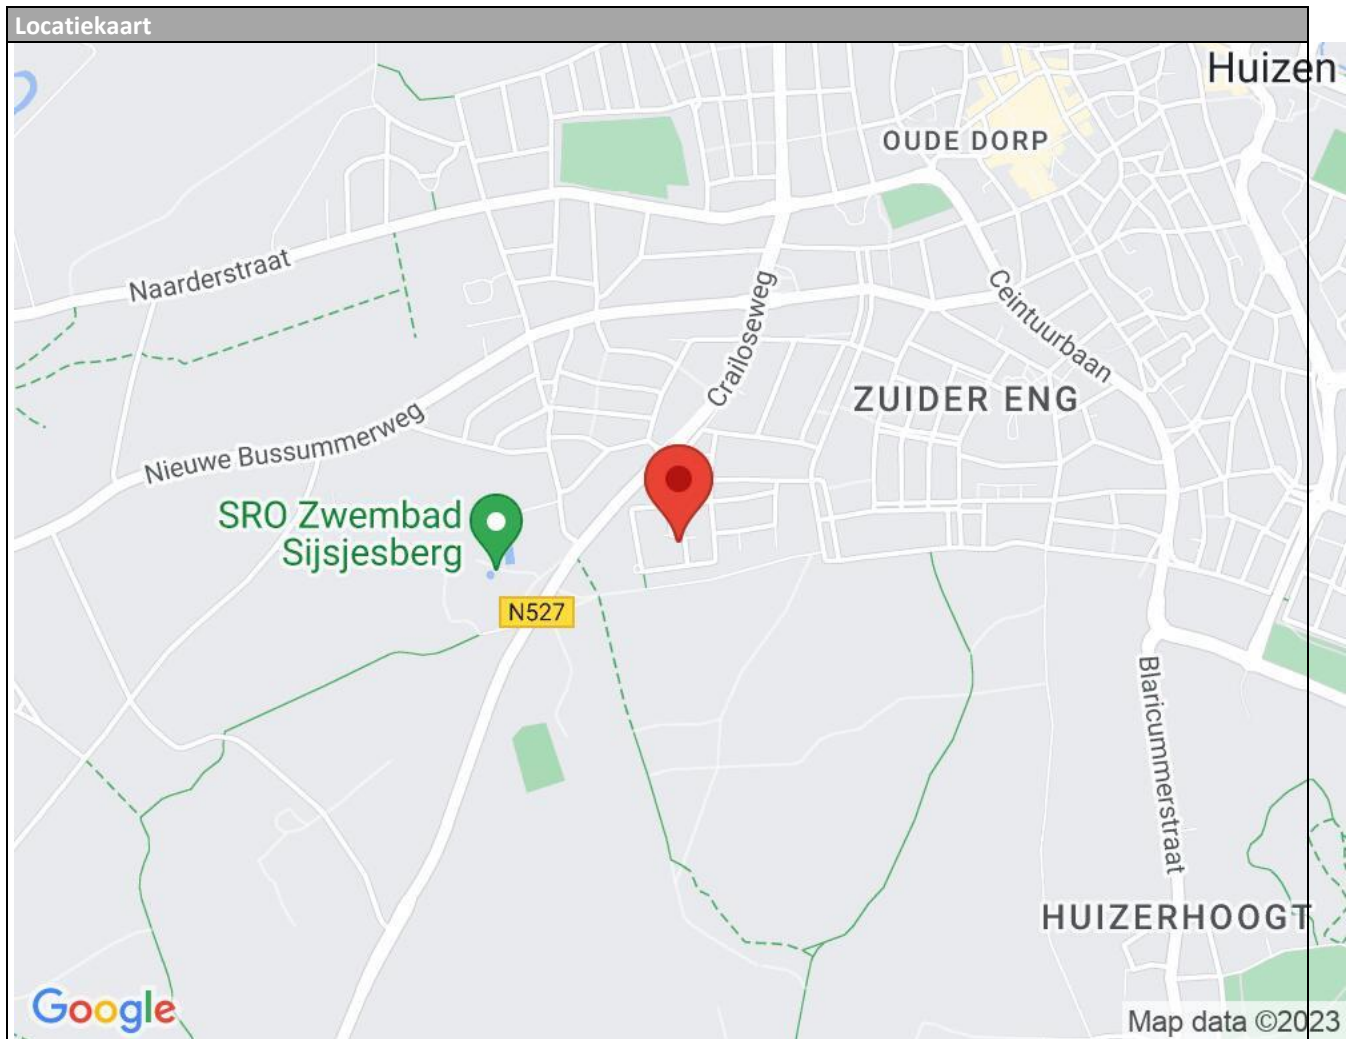 Locatiekaart
Huizen
OUDE DORP
Naarderstraat
Ceintuurbaan
Crailoseweg
ZUIDER ENG
Nieuwe Bussummerweg
SRO Zwembad
Sijsjesberg
N527
Blaricummerstraat
HUIZERHOOGT
Google
Map data ©2023